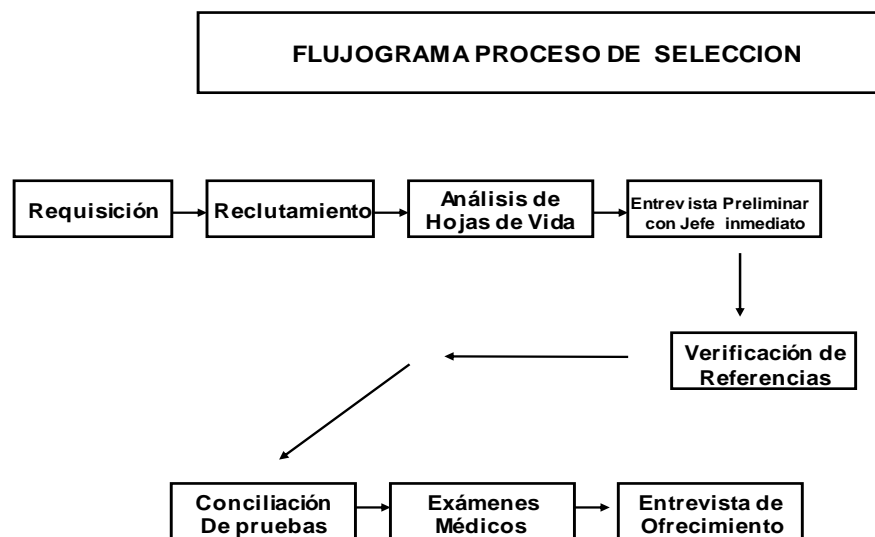 FLUJOGRAMA PROCESO DE SELECCION
Requisición
Reclutamiento
Análisis de
Hojas de Vida
Entrevista Preliminar
con Jefe inmediato
Verificación de
Referencias
Conciliación
De pruebas
Exámenes
Médicos
Entrevista de
Ofrecimiento